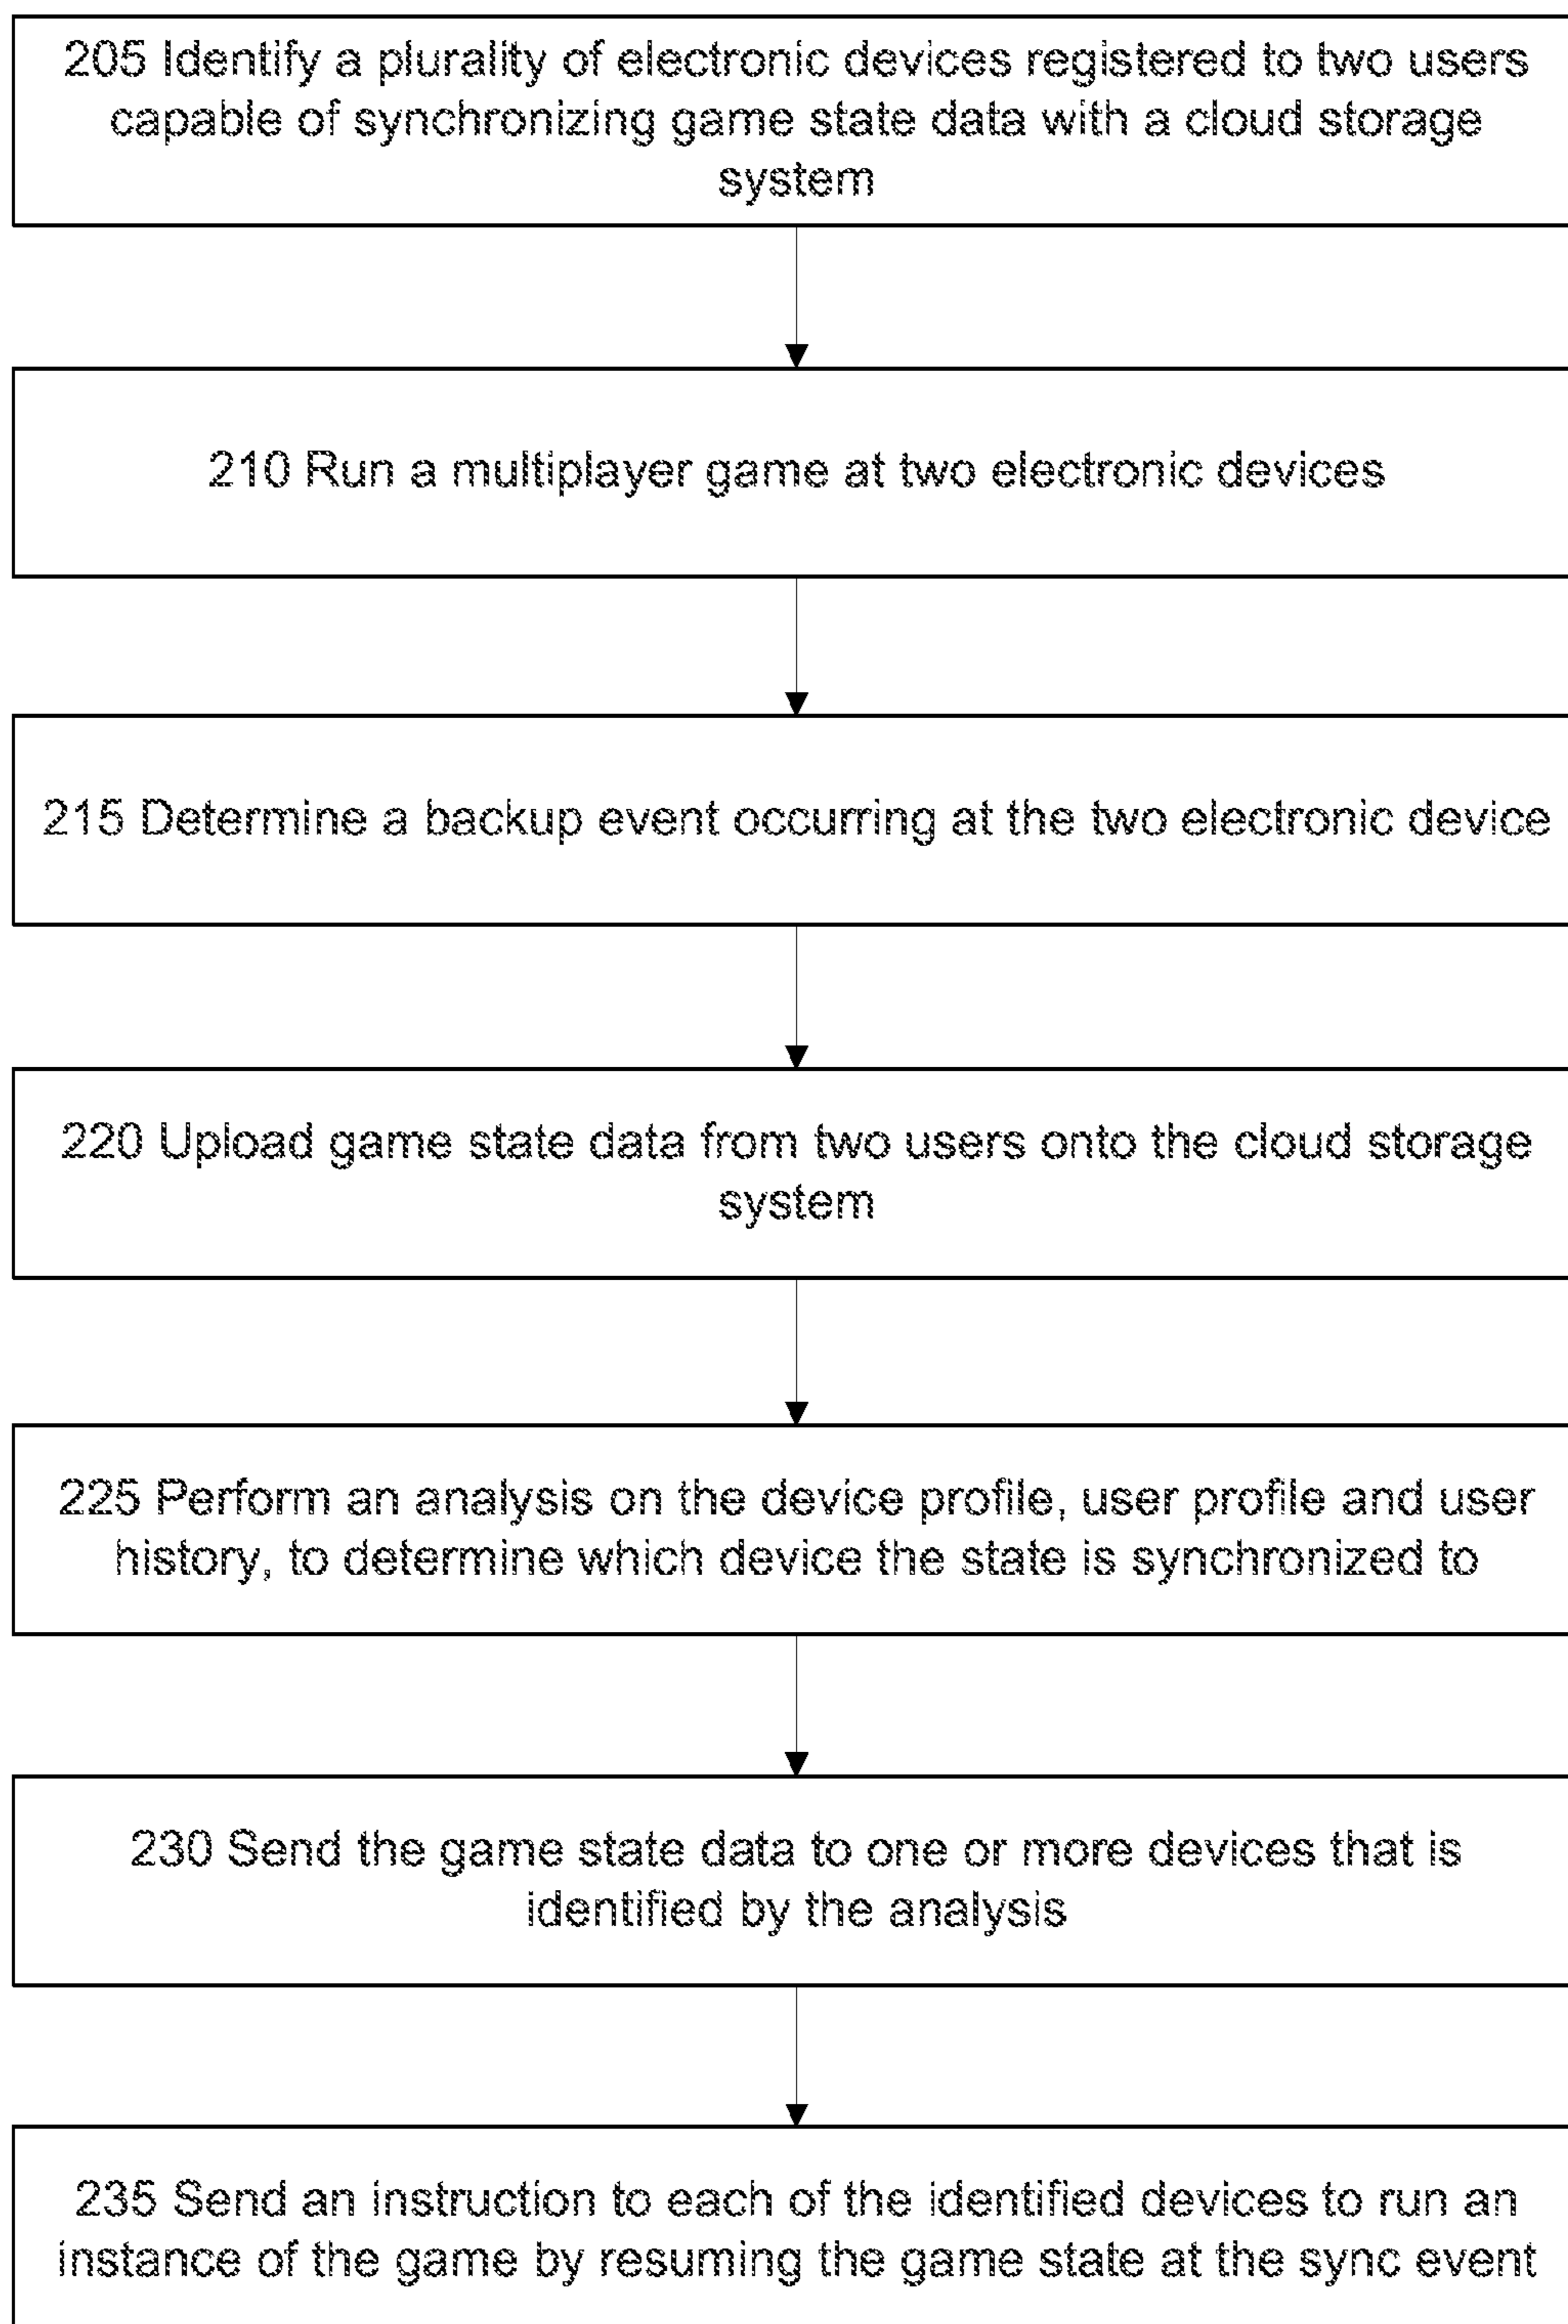 205 Identify a plurality of electronic devices registered to two users
capable of synchronizing game state data with a cloud storage
system
210 Run a multiplayer game at two electronic devices
215 Determine a backup event occurring at the two electronic device
220 Upload game state data from two users onto the cloud storage
system
225 Perform an analysis on the device profile, user profile and user
history, to determine which device the state is synchronized to
230 Send the game state data to one or more devices that is
identified by the analysis
235 Send an instruction to each of the identified devices to run an
instance of the game by resuming the game state at the sync event